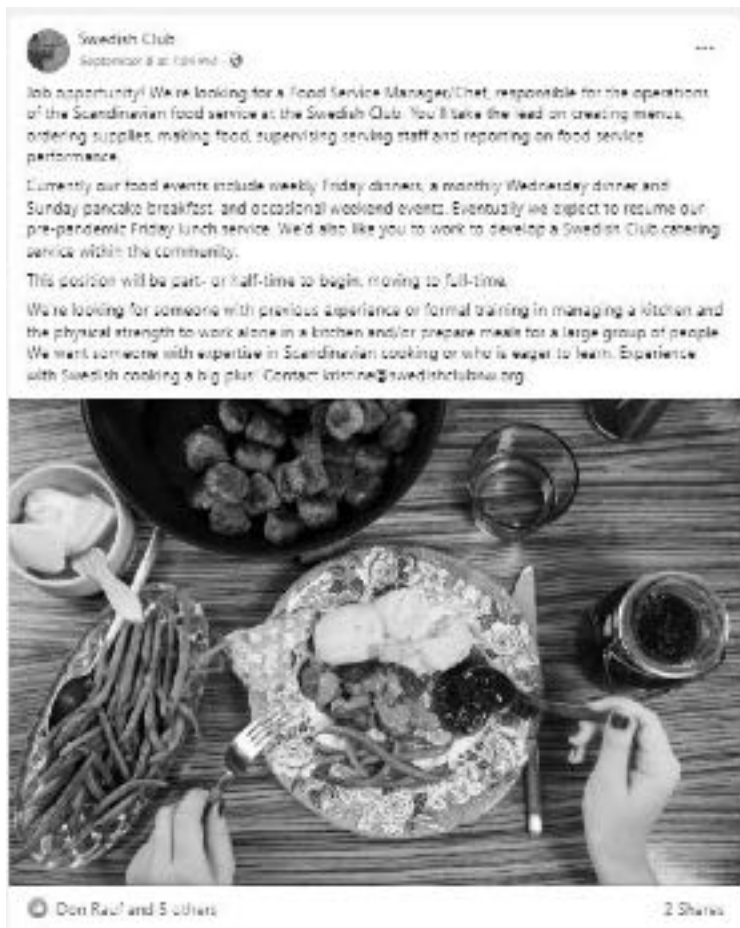 Swedish Club
September 8 at
Job opportunity! We're looking for a Food Service Manager/Chef, responsible for the operations
of the Scandinavian food service at the Swedish Club. You'll take the lead on creating menus,
ordering supplies, making food, supervising serving staff and reporting on food service
performance.
Currently our food events include weekly Friday dinners, a monthly Wednesday dinner and
Sunday pancake breakfast, and occasional weekend events. Eventually we expect to resume our
pre-pandemic Friday lunch service. We'd also like you to work to develop a Swedish Club catering
service within the community.
This position will be part- or half-time to begin, moving to full-time.
We're looking for someone with previous experience or formal training in managing a kitchen and
the physical strength to work alone in a kitchen and/or prepare meals for a large group of people.
We want someone with expertise in Scandinavian cooking or who is eager to learn. Experience
with Swedish cooking a big plus! Contact kristine@swedishclubnw.org
Don Rauf and 5 others
2 Shares